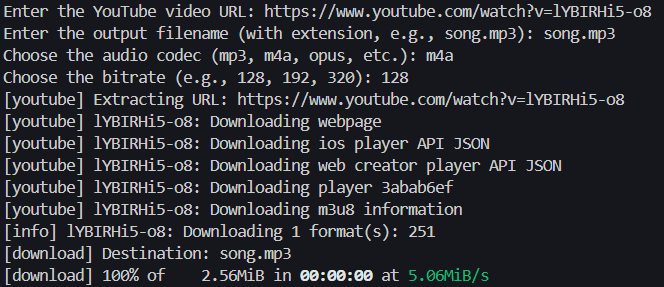 Enter the YouTube video URL: https://www.youtube.com/watch?v=lYBIRHi5-o8
Enter the output filename (with extension, e.g., song.mp3): song.mp3
Choose the audio codec (mp3, m4a, opus, etc.): m4a
Choose the bitrate (e.g., 128, 192, 320): 128
[youtube] Extracting URL: https://www.youtube.com/watch?v=lYBIRHi5-o8
[youtube] lYBIRHi5-o8: Downloading webpage
[youtube] lYBIRHi5-o8: Downloading ios player API JSON
[youtube] lYBIRHi5-o8: Downloading web creator player API JSON
[youtube] lYBIRHi5-o8: Downloading player 3abab6ef
[youtube] lYBIRHi5-o8: Downloading m3u8 information
[info] lYBIRHi5-o8: Downloading 1 format(s): 251
[download] Destination: song.mp3
[download] 100% of    2.56MiB in 00:00:00 at 5.06MiB/s